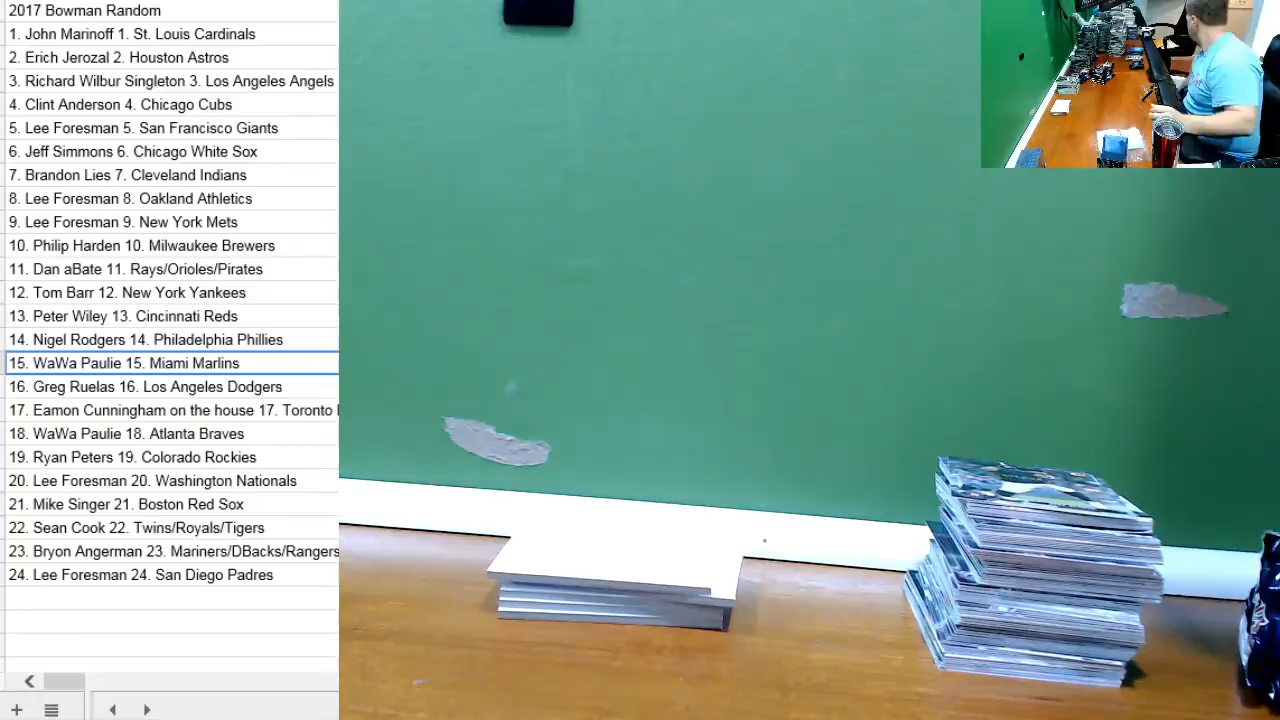 2017 Bowman Random
1. John Marinoff 1. St. Louis Cardinals
2. Erich Jerozal 2. Houston Astros
3. Richard Wilbur Singleton 3. Los Angeles Angels
4. Clint Anderson 4. Chicago Cubs
5. Lee Foresman 5. San Francisco Giants
6. Jeff Simmons 6. Chicago White Sox
7. Brandon Lies 7. Cleveland Indians
8. Lee Foresman 8. Oakland Athletics
9. Lee Foresman 9. New York Mets
10. Philip Harden 10. Milwaukee Brewers
11. Dan aBate 11. Rays/Orioles/Pirates
12. Tom Barr 12. New York Yankees
13. Peter Wiley 13. Cincinnati Reds
14. Nigel Rodgers 14. Philadelphia Phillies
15. WaWa Paulie 15. Miami Marlins
16. Greg Ruelas 16. Los Angeles Dodgers
17. Eamon Cunningham on the house 17. Toronto
18. WaWa Paulie 18. Atlanta Braves
19. Ryan Peters 19. Colorado Rockies
20. Lee Foresman 20. Washington Nationals
21. Mike Singer 21. Boston Red Sox
22. Sean Cook 22. Twins/Royals/Tigers
23. Bryon Angerman 23. Mariners/DBacks/Rangers
24. Lee Foresman 24. San Diego Padres